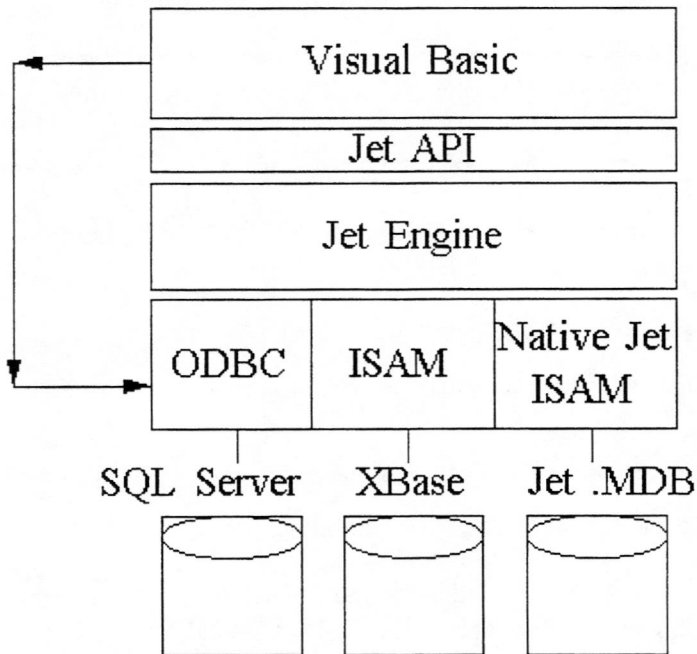 Visual Basic
Jet API
Jet Engine
ODBC
ISAM
Native Jet
ISAM
SQL Server
XBase
Jet .MDB